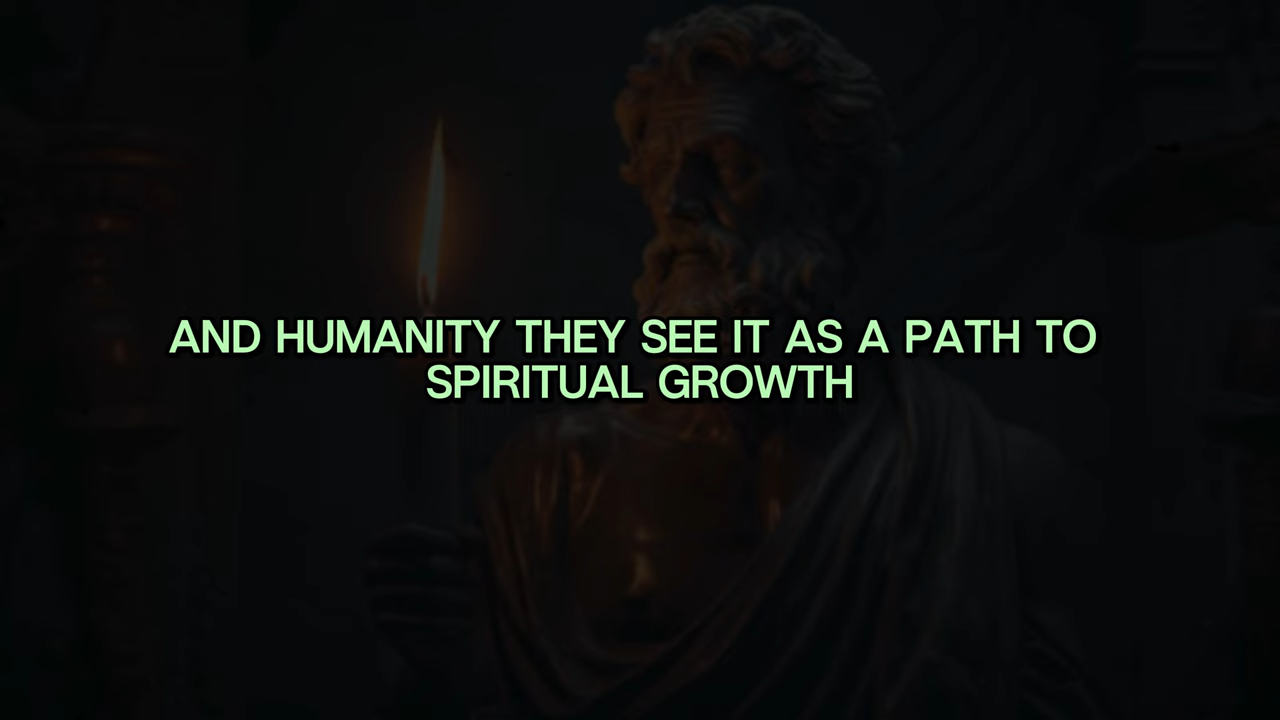 AND HUMANITY THEY SEE IT AS A PATH TO
SPIRITUAL GROWTH